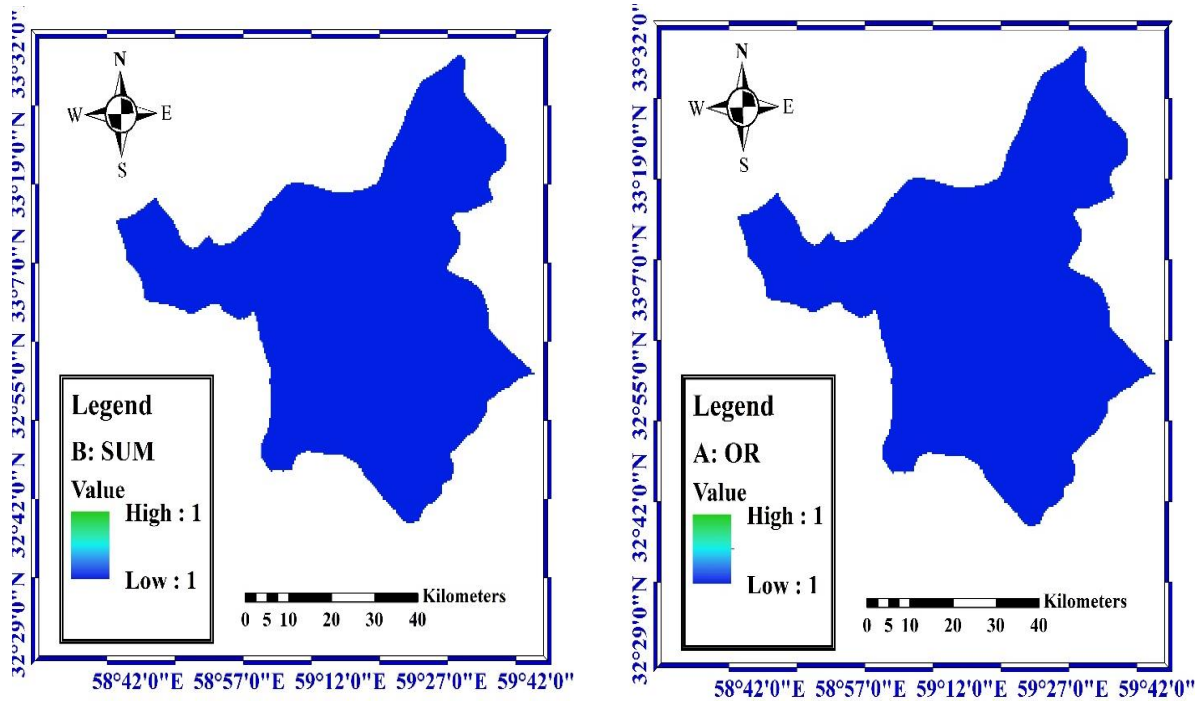 33°32'0"
33°19'0"N
33°7'0"N
32°55'0"N
32°42'0"N
32°29'0"N
N
W E
S
Legend
B: SUM
Value
High : 1
Low : 1
Kilometers
0 5 10 20 30 40
58°42'0"E 58°57'0"E 59°12'0"E 59°27'0"E 59°42'0"
33°32'0"
33°19'0"N
33°7'0"N
32°55'0"N
32°42'0"N
32°29'0"N
N
W E
S
Legend
A: OR
Value
High : 1
Low : 1
Kilometers
0 5 10 20 30 40
58°42'0"E 58°57'0"E 59°12'0"E 59°27'0"E 59°42'0"